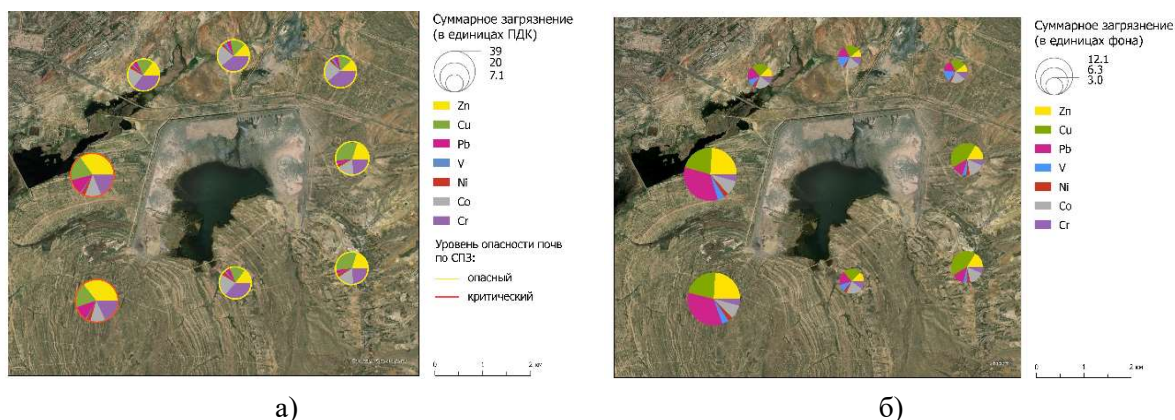 Суммарное загрязнение
(в единицах ПДК)
39
20
7.1
Zn
Cu
Pb
V
Ni
Co
Cr
Уровень опасности почв
по СПЗ:
опасный
критический
0 1 2 км
а)
Суммарное загрязнение
(в единицах фона)
12.1
6.3
3.0
Zn
Cu
Pb
V
Ni
Co
Cr
0 1 2 км
б)